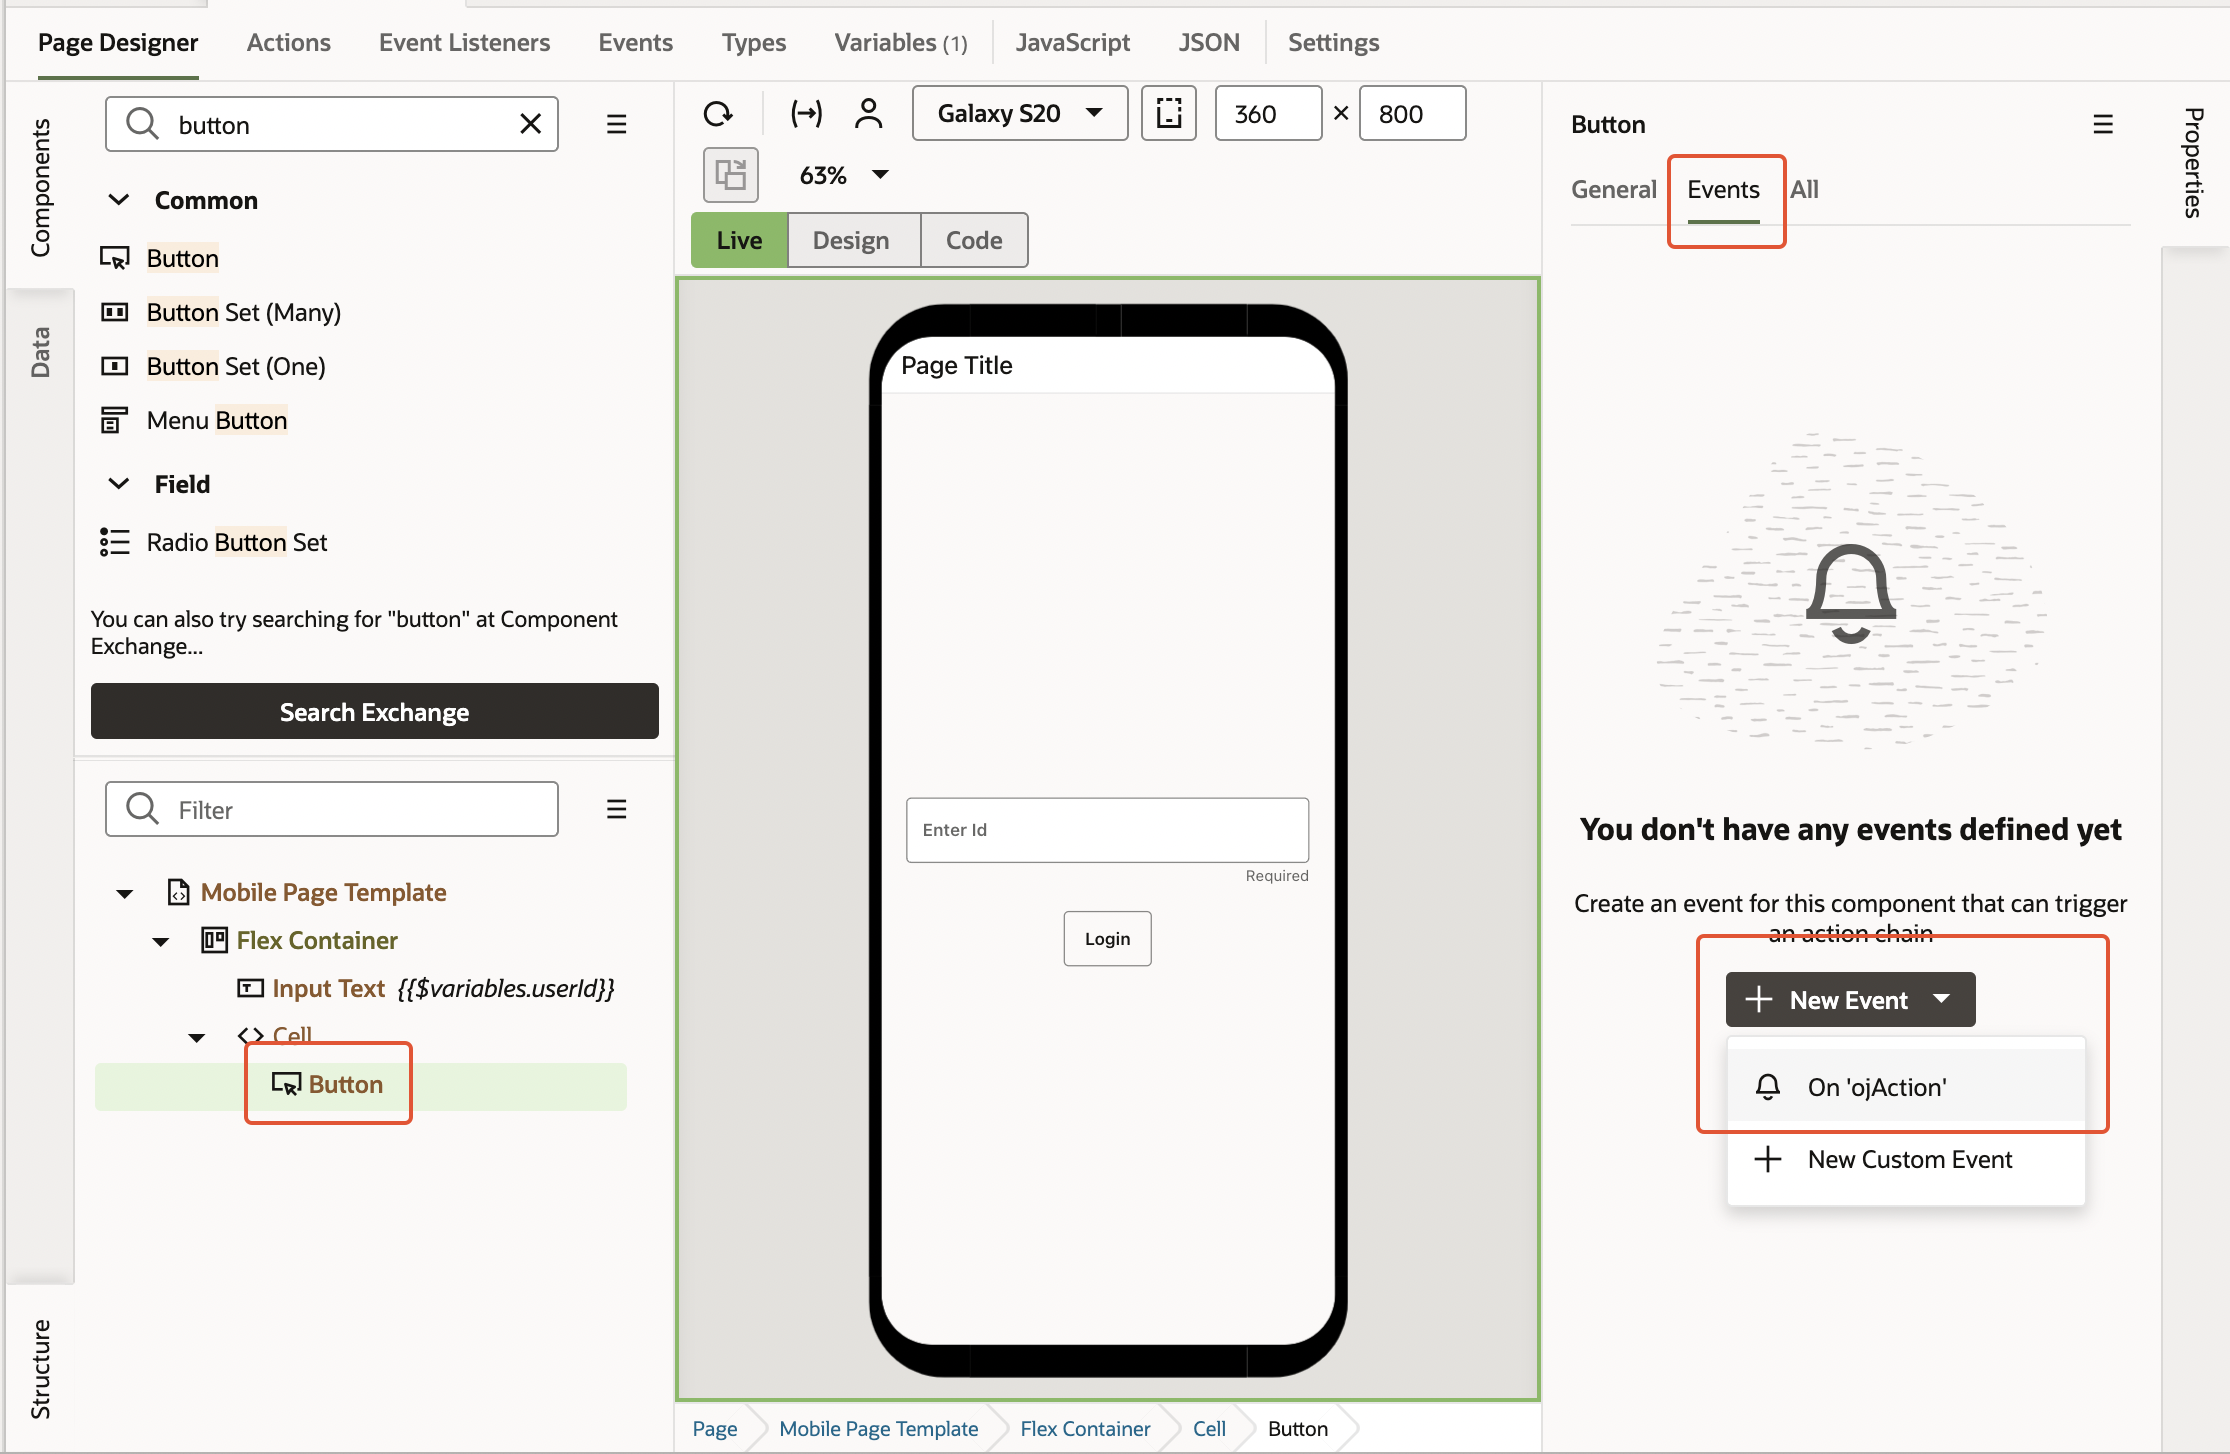 Page Designer
Actions
Event Listeners
Events
Types
Variables (1)
JavaScript
JSON
Settings
Components
Data
Structure
button
Common
Button
Button Set (Many)
Button Set (One)
Menu Button
Field
Radio Button Set
You can also try searching for "button" at Component
Exchange...
Search Exchange
Filter
Mobile Page Template
Flex Container
Input Text {{$variables.userId}}
Cell
Button
Galaxy S20
360 × 800
63%
Live
Design
Code
Page Title
Enter Id
Required
Login
Page
Mobile Page Template
Flex Container
Cell
Button
Button
General
Events
All
You don't have any events defined yet
Create an event for this component that can trigger
an action chain
New Event
On 'ojAction'
New Custom Event
Properties